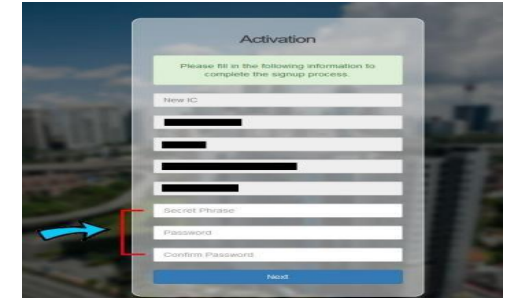 Activation
Please fill in the following information to
complete the signup process.
New IC
Secret Phrase
Password
Confirm Password
Next